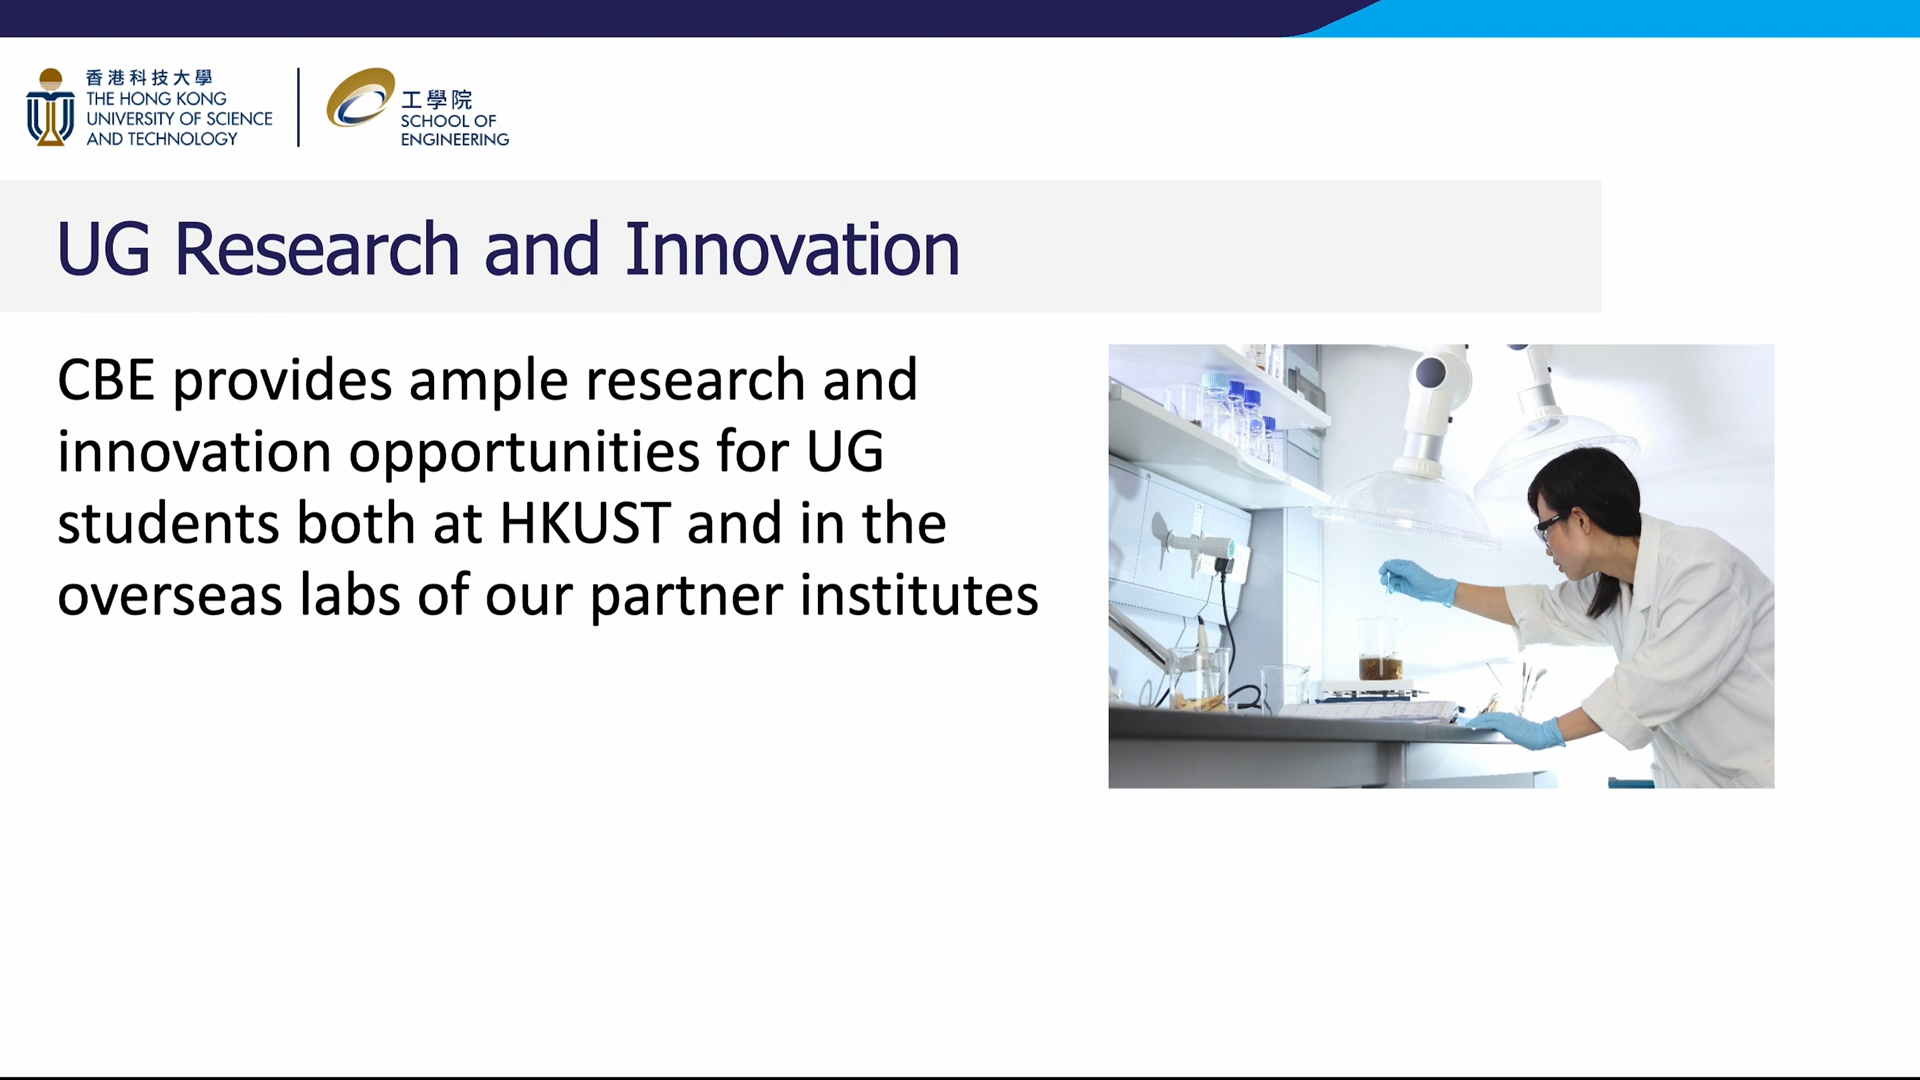 香港科技大學
THE HONG KONG
UNIVERSITY OF SCIENCE
AND TECHNOLOGY
工學院
SCHOOL OF
ENGINEERING
UG Research and Innovation
CBE provides ample research and
innovation opportunities for UG
students both at HKUST and in the
overseas labs of our partner institutes